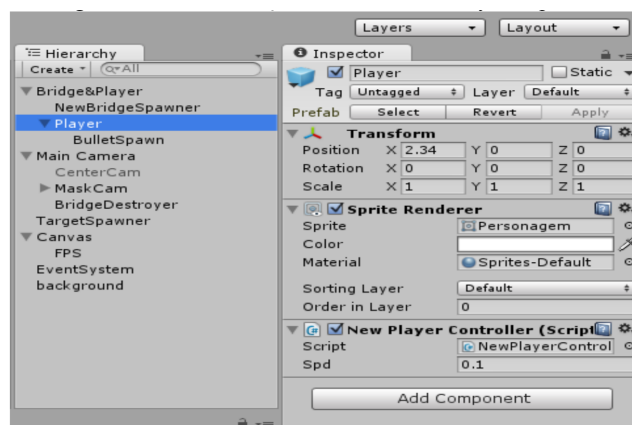 Layers Layout
Hierarchy
Create Q▾All
Bridge&Player
NewBridgeSpawner
Player
BulletSpawn
Main Camera
CenterCam
MaskCam
BridgeDestroyer
TargetSpawner
Canvas
FPS
EventSystem
background
Inspector
Player Static
Tag Untagged Layer Default
Prefab Select Revert Apply
Transform
Position X 2.34 Y 0 Z 0
Rotation X 0 Y 0 Z 0
Scale X 1 Y 1 Z 1
Sprite Renderer
Sprite Personagem
Color
Material Sprites-Default
Sorting Layer Default
Order in Layer 0
New Player Controller (Script
Script NewPlayerControl
Spd 0.1
Add Component